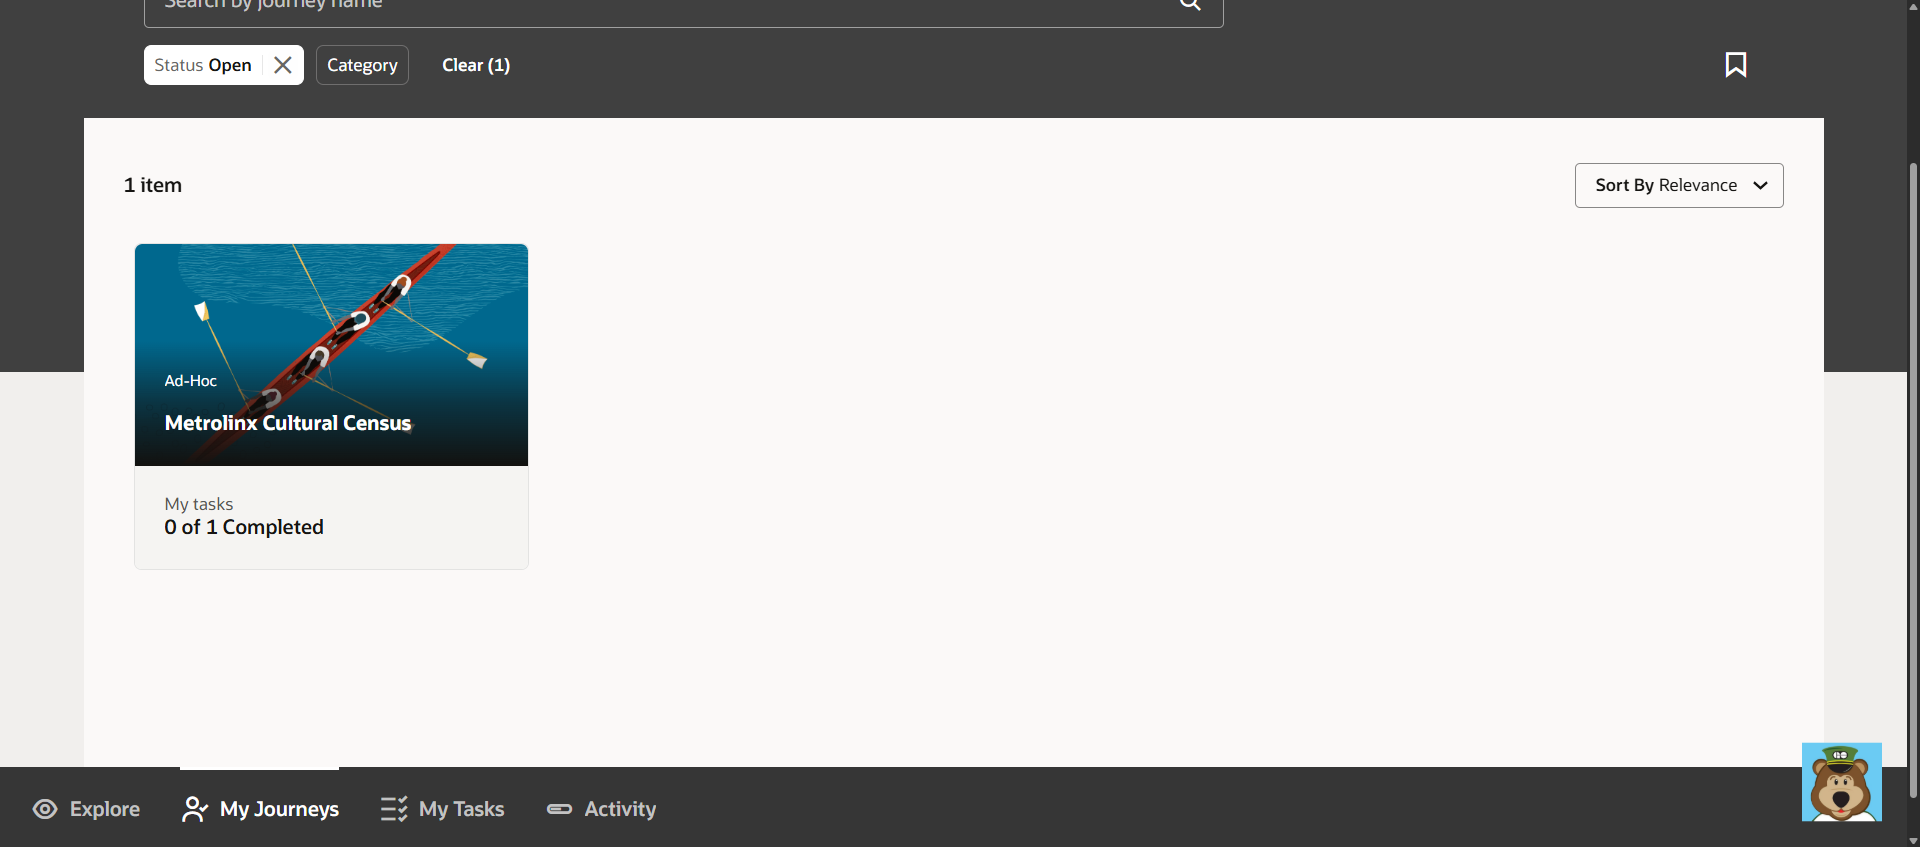 Search by journey name
Status Open
Category
Clear (1)
1 item
Sort By Relevance
Ad-Hoc
Metrolinx Cultural Census
My tasks
0 of 1 Completed
Explore
My Journeys
My Tasks
Activity